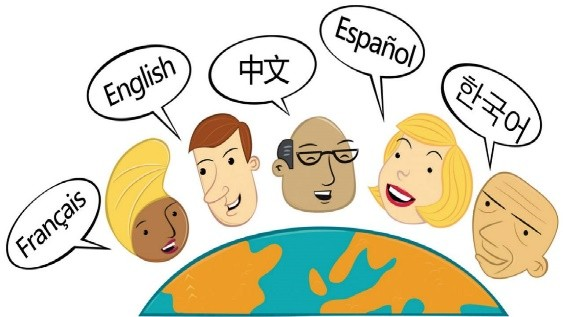 Français
English
中文
Español
한국어